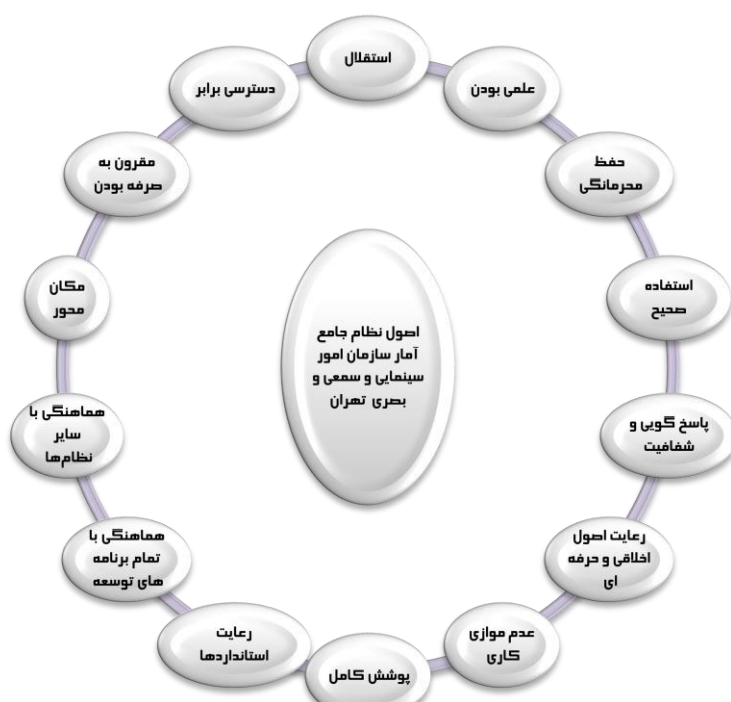 اصول نظام جامع
آمار سازمان امور
سینمایی و سمعی و
بصری تهران
استقلال
علمی بودن
حفظ
محرمانگی
استفاده
صحیح
پاسخ گویی و
شفافیت
رعایت اصول
اخلاقی و حرفه
ای
عدم موازی
کاری
پوشش کامل
رعایت
استانداردها
هماهنگی با
تمام برنامه
های توسعه
هماهنگی با
سایر
نظام‌ها
مکان
محور
مقرون به
صرفه بودن
دسترسی برابر